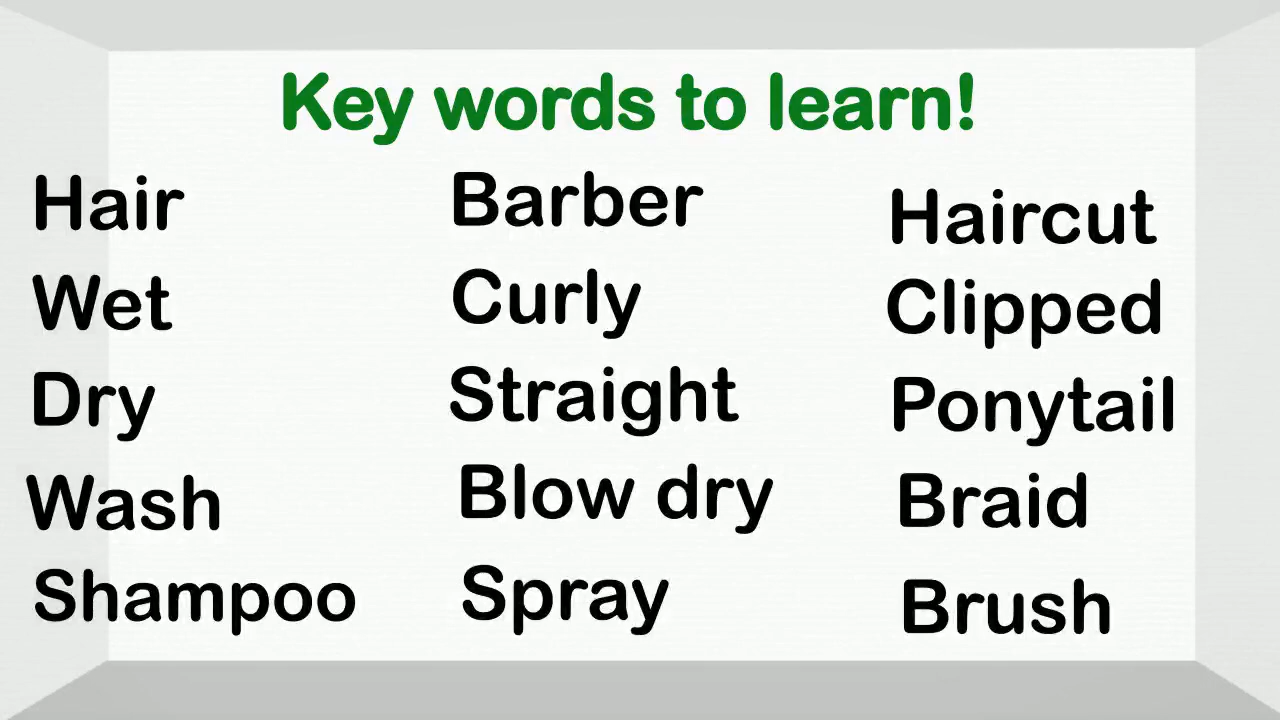 Key words to learn!
Hair
Wet
Dry
Wash
Shampoo
Barber
Curly
Straight
Blow dry
Spray
Haircut
Clipped
Ponytail
Braid
Brush